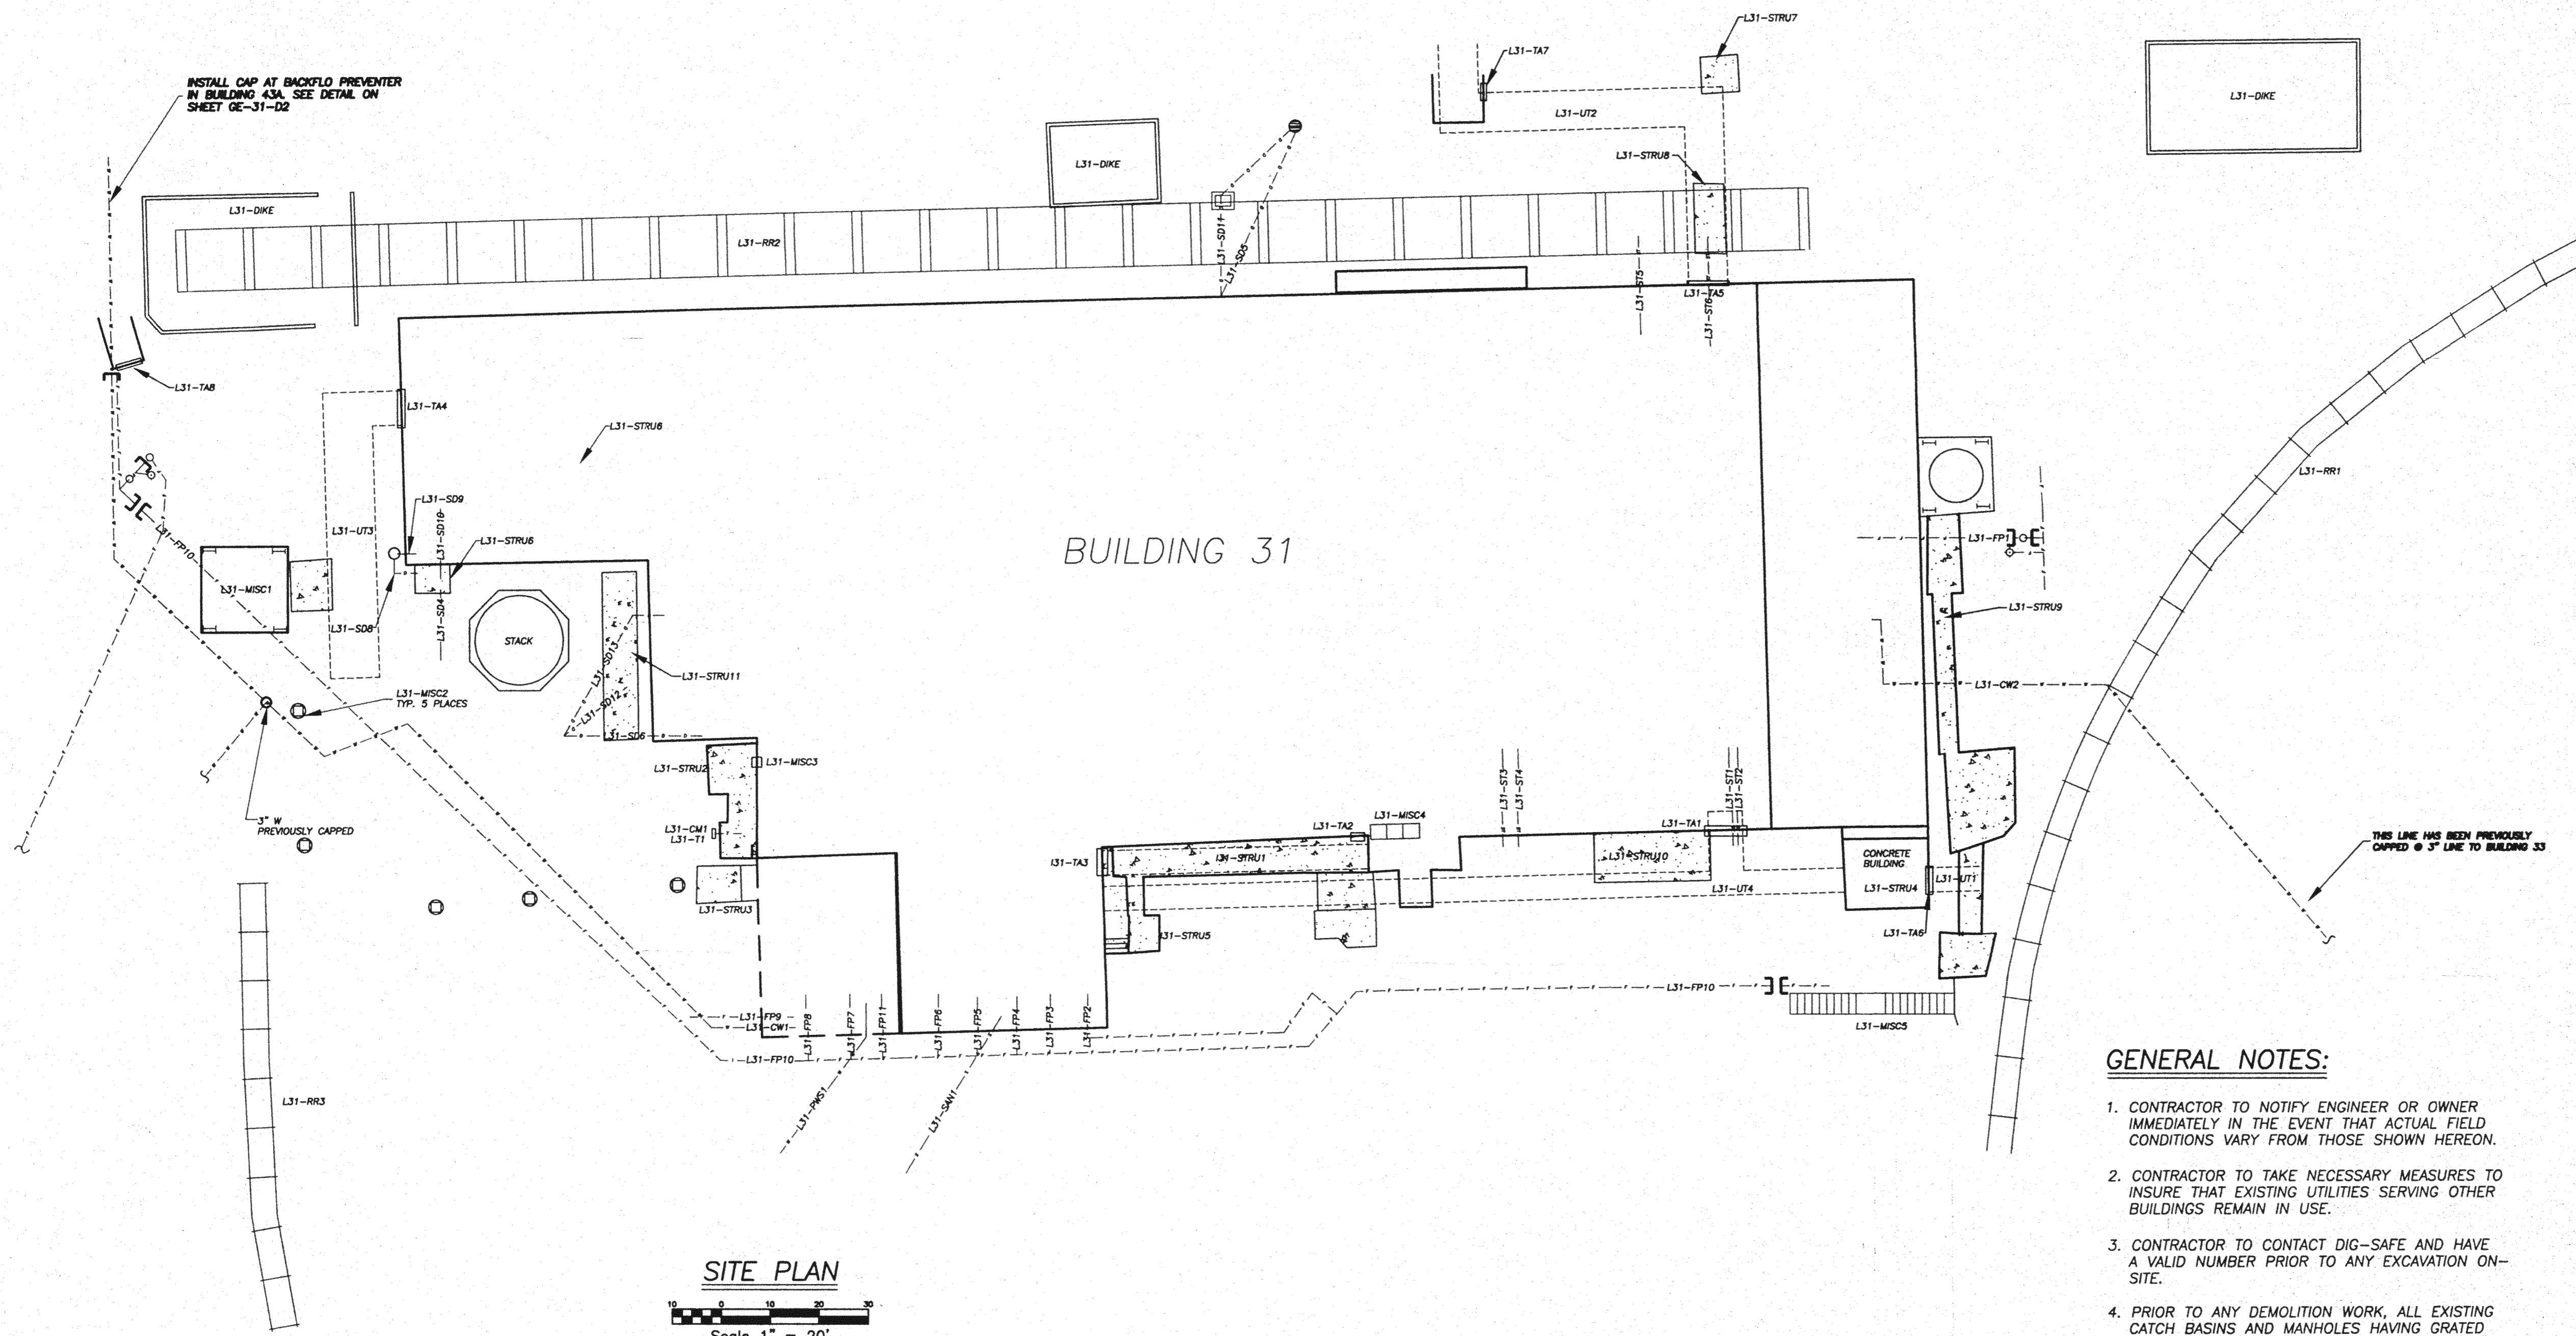 L31-STRU7
L31-TA7
INSTALL CAP AT BACKFLO PREVENTER
IN BUILDING 43A. SEE DETAIL ON
SHEET GE-31-D2
L31-DIKE
L31-UT2
L31-DIKE
L31-STRU8
L31-DIKE
L31-RR2
L31-SD11
L31-SD5
L31-ST5
L31-TA5
L31-ST6
L31-TA8
L31-TA4
L31-STRU6
L31-RR1
L31-SD9
L31-SD10
L31-FP10
L31-UT3
L31-STRU6
BUILDING 31
L31-FP1
L31-MISC1
L31-SD4
L31-SD8
STACK
L31-STRU9
L31-SD13
L31-STRU11
L31-SD12
L31-CW2
L31-MISC2
TYP. 5 PLACES
L31-SD6
L31-STRU2
L31-MISC3
L31-ST3
L31-ST4
L31-ST1
L31-ST2
3" W
PREVIOUSLY CAPPED
L31-CM1
L31-T1
L31-TA2
L31-MISC4
L31-TA1
THIS LINE HAS BEEN PREVIOUSLY
CAPPED @ 3" LINE TO BUILDING 33
I31-TA3
I31-STRU1
L31-STRU10
CONCRETE
BUILDING
L31-UT4
L31-STRU4
L31-UT1
L31-STRU3
I31-STRU5
L31-TA6
L31-FP10
L31-FP9
L31-CW1
L31-FP8
L31-FP7
L31-FP11
L31-FP6
L31-FP5
L31-FP4
L31-FP3
L31-FP2
L31-MISC5
L31-FP10
L31-PWS1
L31-SAN1
L31-RR3
GENERAL NOTES:
1. CONTRACTOR TO NOTIFY ENGINEER OR OWNER
IMMEDIATELY IN THE EVENT THAT ACTUAL FIELD
CONDITIONS VARY FROM THOSE SHOWN HEREON.
2. CONTRACTOR TO TAKE NECESSARY MEASURES TO
INSURE THAT EXISTING UTILITIES SERVING OTHER
BUILDINGS REMAIN IN USE.
3. CONTRACTOR TO CONTACT DIG-SAFE AND HAVE
A VALID NUMBER PRIOR TO ANY EXCAVATION ON-
SITE.
4. PRIOR TO ANY DEMOLITION WORK, ALL EXISTING
CATCH BASINS AND MANHOLES HAVING GRATED
SITE PLAN
10 0 10 20 30
Scale 1" = 20'